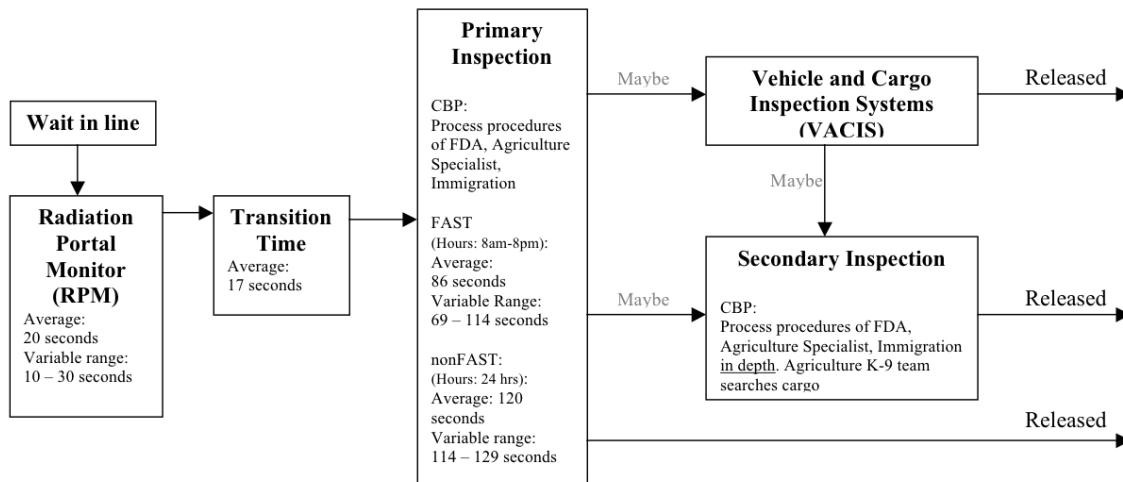 Wait in line
Radiation
Portal
Monitor
(RPM)
Average:
20 seconds
Variable range:
10 – 30 seconds
Transition
Time
Average:
17 seconds
Primary
Inspection
CBP:
Process procedures
of FDA, Agriculture
Specialist,
Immigration
FAST
(Hours: 8am-8pm):
Average:
86 seconds
Variable Range:
69 – 114 seconds
nonFAST:
(Hours: 24 hrs):
Average: 120
seconds
Variable range:
114 – 129 seconds
Maybe
Vehicle and Cargo
Inspection Systems
(VACIS)
Released
Maybe
Maybe
Secondary Inspection
CBP:
Process procedures of FDA,
Agriculture Specialist, Immigration
in depth. Agriculture K-9 team
searches cargo
Released
Released